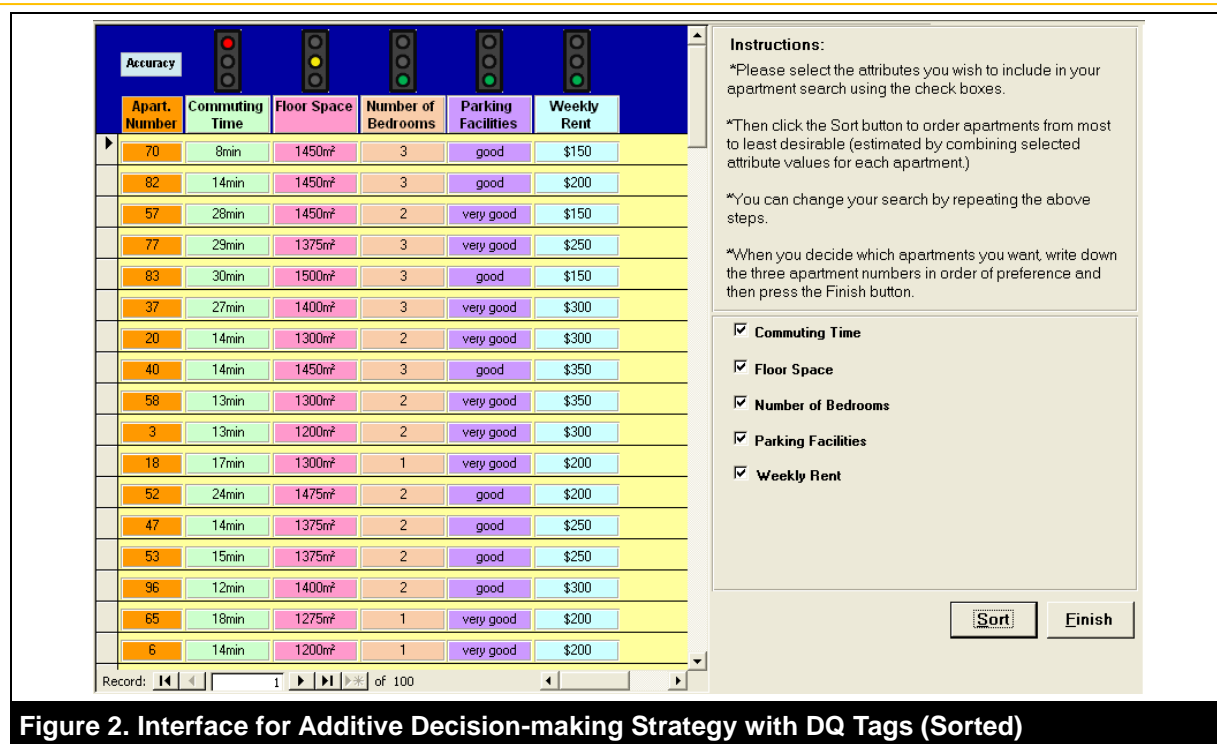 Accuracy
Apart. Number Commuting Time Floor Space Number of Bedrooms Parking Facilities Weekly Rent
70 8min 1450m² 3 good $150
82 14min 1450m² 3 good $200
57 28min 1450m² 2 very good $150
77 29min 1375m² 3 very good $250
83 30min 1500m² 3 good $150
37 27min 1400m² 3 very good $300
20 14min 1300m² 2 very good $300
40 14min 1450m² 3 good $350
58 13min 1300m² 2 very good $350
3 13min 1200m² 2 very good $300
18 17min 1300m² 1 very good $200
52 24min 1475m² 2 good $200
47 14min 1375m² 2 good $250
53 15min 1375m² 2 good $250
96 12min 1400m² 2 good $300
65 18min 1275m² 1 very good $200
6 14min 1200m² 1 very good $200
Record: 1 of 100
Instructions:
*Please select the attributes you wish to include in your
apartment search using the check boxes.
*Then click the Sort button to order apartments from most
to least desirable (estimated by combining selected
attribute values for each apartment.)
*You can change your search by repeating the above
steps.
*When you decide which apartments you want, write down
the three apartment numbers in order of preference and
then press the Finish button.
Commuting Time
Floor Space
Number of Bedrooms
Parking Facilities
Weekly Rent
Sort Finish
Figure 2. Interface for Additive Decision-making Strategy with DQ Tags (Sorted)